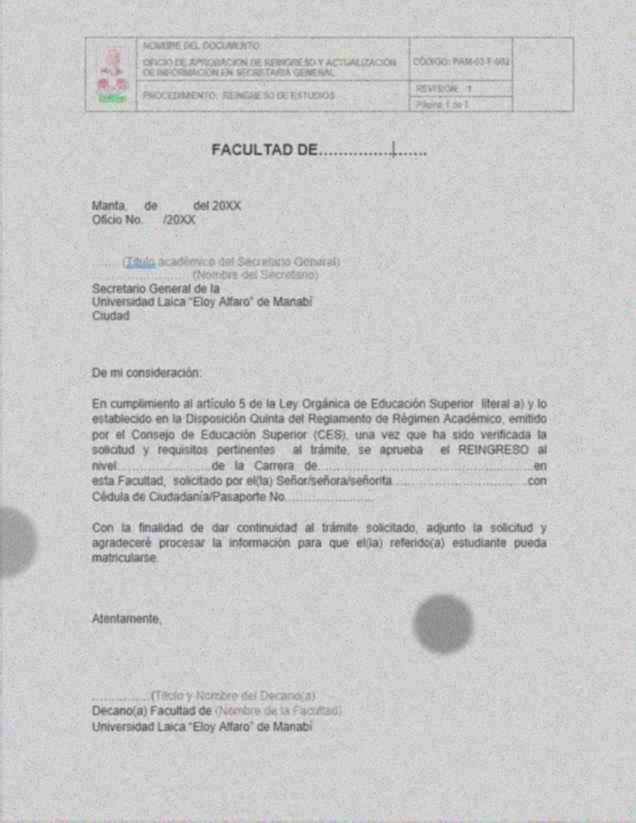 NOMBRE DEL DOCUMENTO:
OFICIO DE APROBACIÓN DE REINGRESO Y ACTUALIZACIÓN
DE INFORMACIÓN EN SECRETARÍA GENERAL
CÓDIGO: PAM-03-F-002
PROCEDIMIENTO: REINGRESO DE ESTUDIOS
REVISIÓN: 1
Página 1 de 1
FACULTAD DE......................
Manta, de del 20XX
Oficio No. /20XX
....... (Título académico del Secretario General)
......................... (Nombre del Secretario)
Secretario General de la
Universidad Laica “Eloy Alfaro” de Manabí
Ciudad
De mi consideración:
En cumplimiento al artículo 5 de la Ley Orgánica de Educación Superior literal a) y lo
establecido en la Disposición Quinta del Reglamento de Régimen Académico, emitido
por el Consejo de Educación Superior (CES), una vez que ha sido verificada la
solicitud y requisitos pertinentes al trámite, se aprueba el REINGRESO al
nivel.........................de la Carrera de..........................................................en
esta Facultad, solicitado por el(la) Señor/señora/señorita....................................con
Cédula de Ciudadanía/Pasaporte No........................
Con la finalidad de dar continuidad al trámite solicitado, adjunto la solicitud y
agradeceré procesar la información para que el(la) referido(a) estudiante pueda
matricularse.
Atentamente,
................(Título y Nombre del Decano(a)
Decano(a) Facultad de (Nombre de la Facultad)
Universidad Laica “Eloy Alfaro” de Manabí